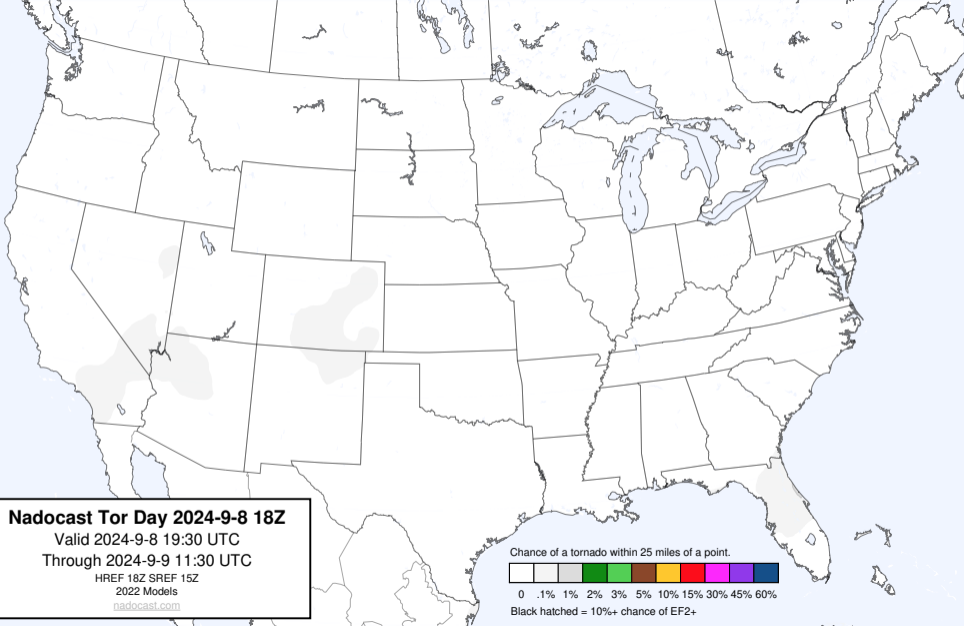 Nadocast Tor Day 2024-9-8 18Z
Valid 2024-9-8 19:30 UTC
Through 2024-9-9 11:30 UTC
HREF 18Z SREF 15Z
2022 Models
nadocast.com
Chance of a tornado within 25 miles of a point.
0 .1% 1% 2% 3% 5% 10% 15% 30% 45% 60%
Black hatched = 10%+ chance of EF2+